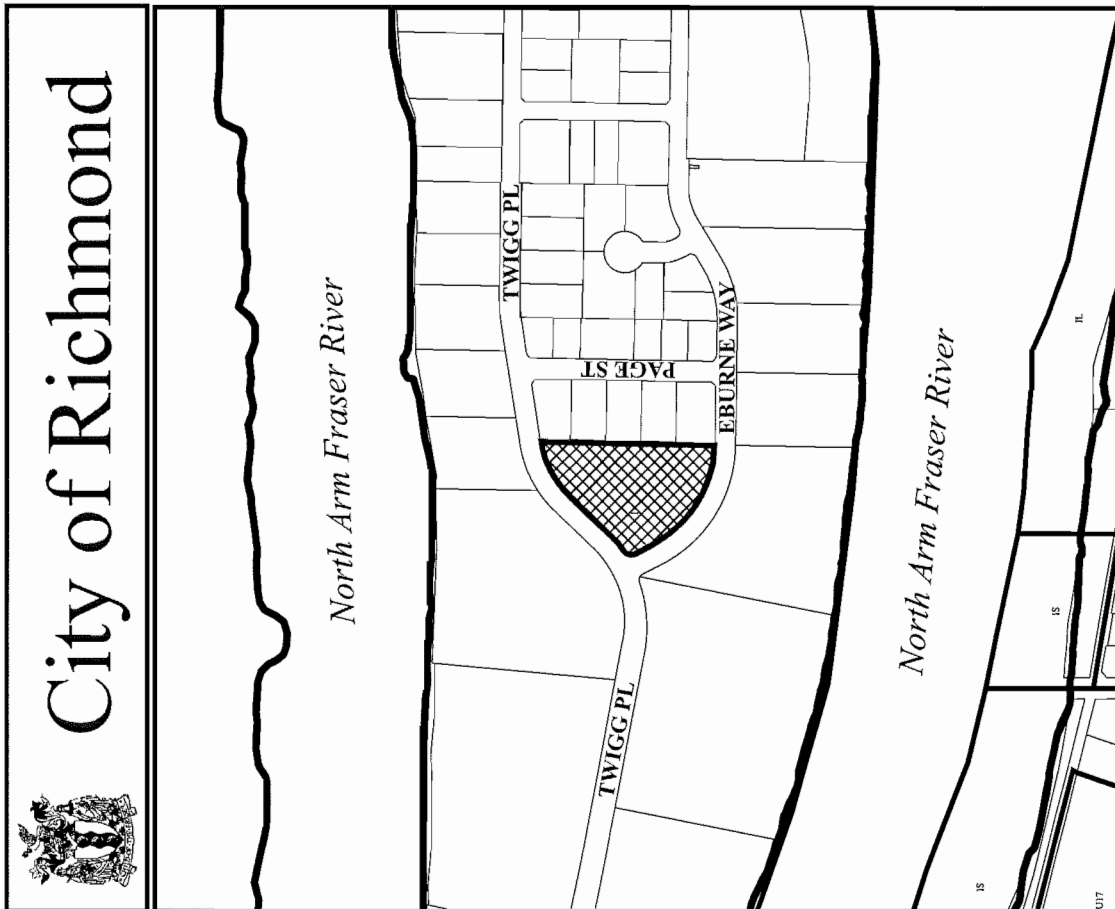 City of Richmond
North Arm Fraser River
TWIGG PL
TWIGG PL
PAGE ST
EBURNE WAY
North Arm Fraser River
IL
IS
IS
U17